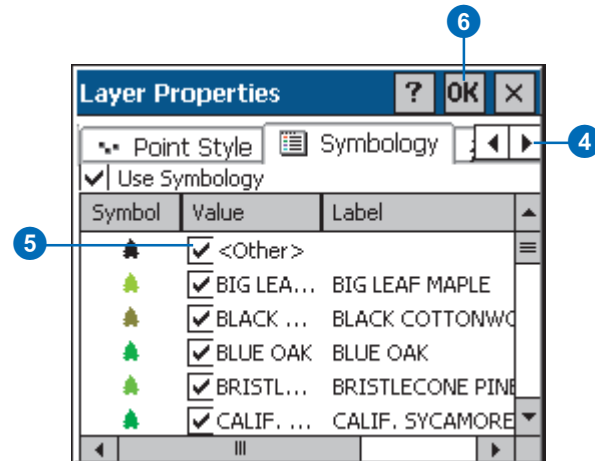 6
Layer Properties ? OK ×
Point Style Symbology
4
Use Symbology
Symbol Value Label
5
<Other>
BIG LEA... BIG LEAF MAPLE
BLACK ... BLACK COTTONWO
BLUE OAK BLUE OAK
BRISTL... BRISTLECONE PINE
CALIF. ... CALIF. SYCAMORE